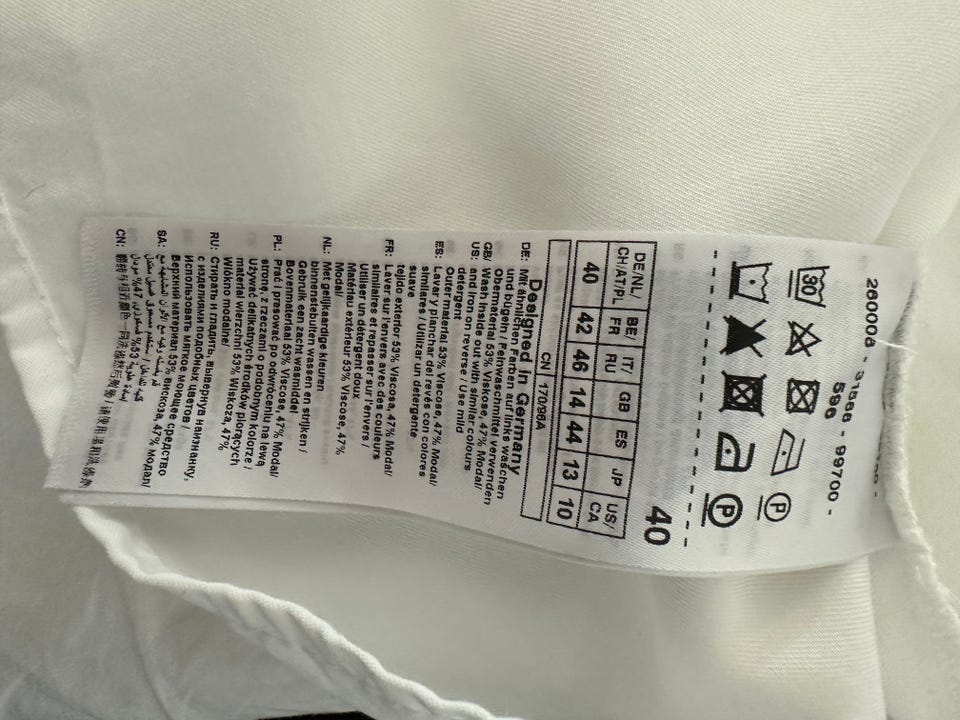 260008 - 31588 - 99700 -
596
30
P
P
40
DE/NL/ CH/AT/PL BE/ FR IT/ RU GB ES JP US/ CA
40 42 46 14 44 13 10
CN 170/96A
Designed in Germany
DE: Mit ähnlichen Farben auf links waschen
und bügeln / Feinwaschmittel verwenden
Obermaterial 53% Viskose, 47% Modal/
GB/ Wash inside out with similar colours
US: and iron on reverse / Use mild
detergent
Outer material 53% Viscose, 47% Modal/
ES: Lavar y planchar del revés con colores
similares / Utilizar un detergente
suave
tejido exterior 53% Viscosa, 47% Modal/
FR: Laver sur l'envers avec des couleurs
similaires et repasser sur l'envers /
Utiliser un détergent doux
Matériau extérieur 53% Viscose, 47%
Modal/
NL: Met gelijkaardige kleuren
binnenstebuiten wassen en strijken /
Gebruik een zacht wasmiddel
Bovenmateriaal 53% Viscose, 47% Modal/
PL: Prać i prasować po odwróceniu na lewą
stronę, z rzeczami o podobnym kolorze /
Używać delikatnych środków piorących
materiał wierzchni 53% Wiskoza, 47%
Włókno modalne/
RU: Стирать и гладить, вывернув наизнанку,
с изделиями подобных цветов /
Использовать мягкое моющее средство
Верхний материал 53% вискоза, 47% модал/
SA:
CN: